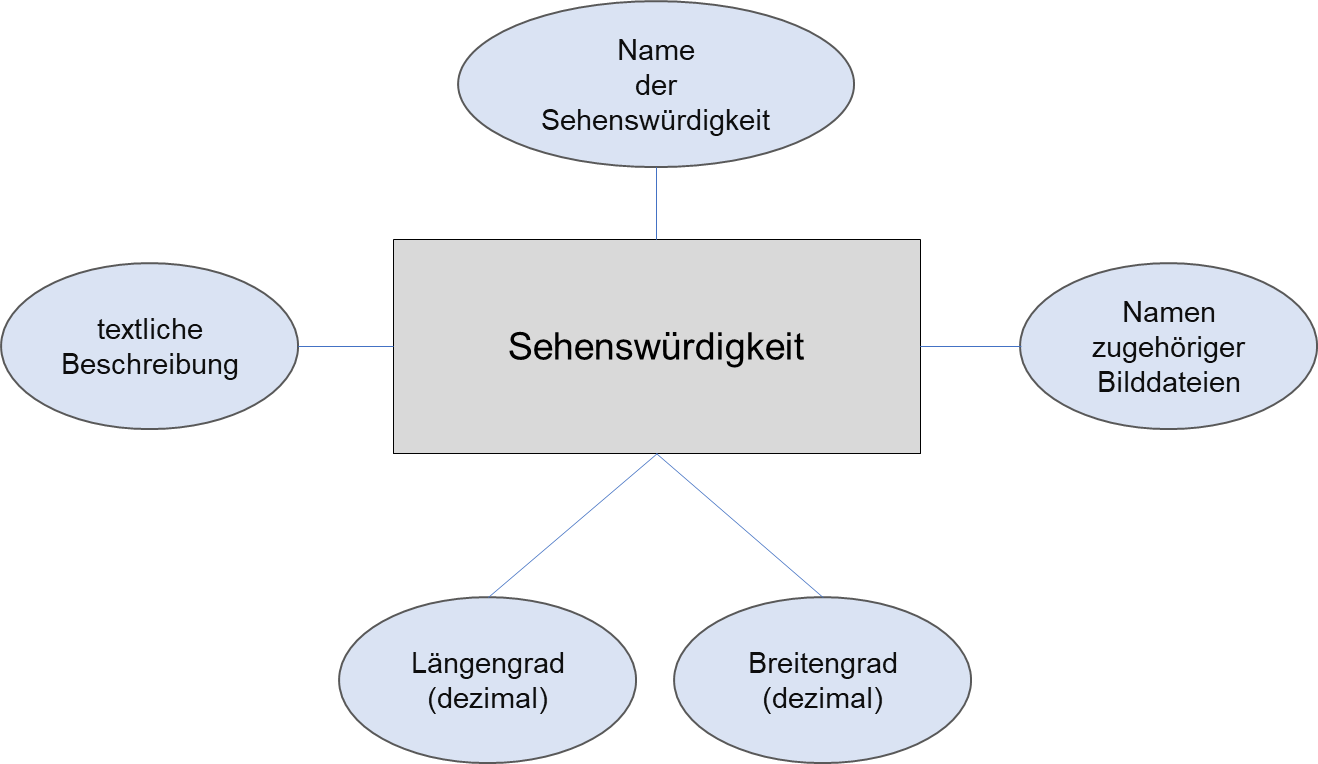 Name
der
Sehenswürdigkeit
textliche
Beschreibung
Sehenswürdigkeit
Namen
zugehöriger
Bilddateien
Längengrad
(dezimal)
Breitengrad
(dezimal)